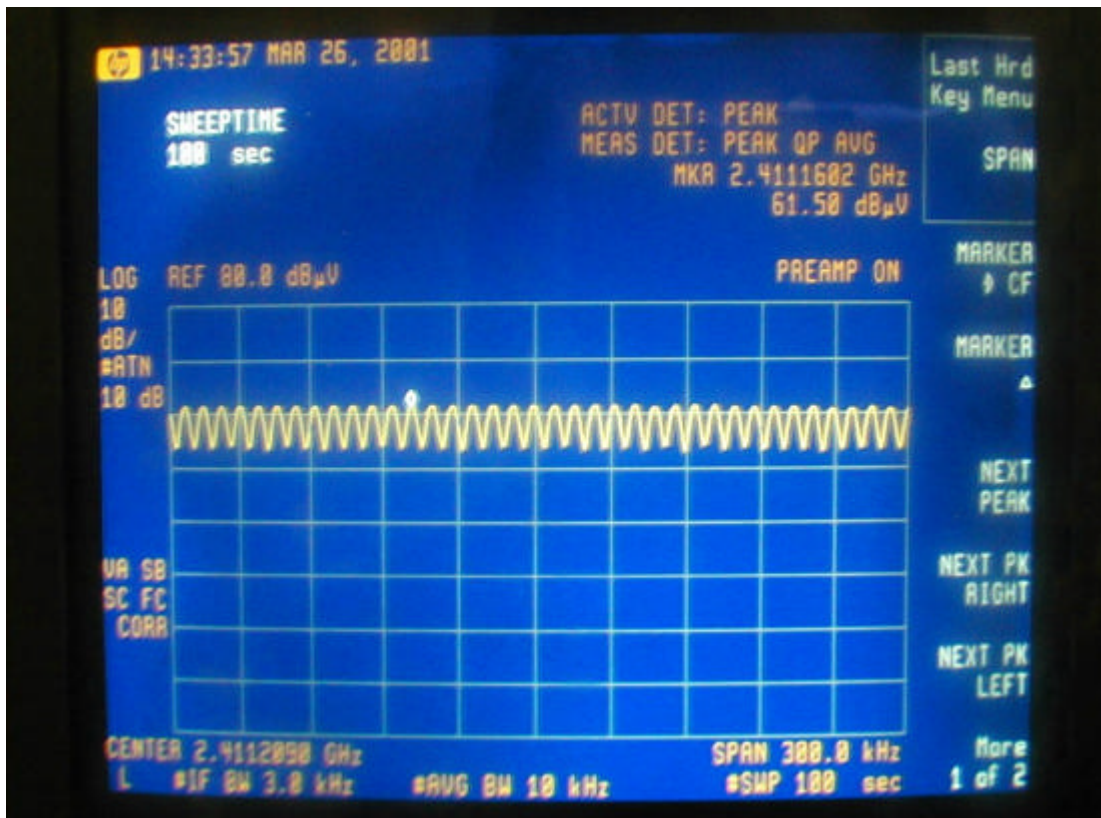 hp 14:33:57 MAR 26, 2001
SWEEPTIME
100 sec
ACTV DET: PEAK
MEAS DET: PEAK QP AVG
MKR 2.4111602 GHz
61.50 dBµV
LOG REF 80.0 dBµV
PREAMP ON
10
dB/
#ATN
10 dB
VA SB
SC FC
CORR
CENTER 2.4112090 GHz
SPAN 300.0 kHz
L #IF BW 3.0 kHz #AVG BW 10 kHz #SWP 100 sec
Last Hrd
Key Menu
SPAN
MARKER
CF
MARKER
Δ
NEXT
PEAK
NEXT PK
RIGHT
NEXT PK
LEFT
More
1 of 2